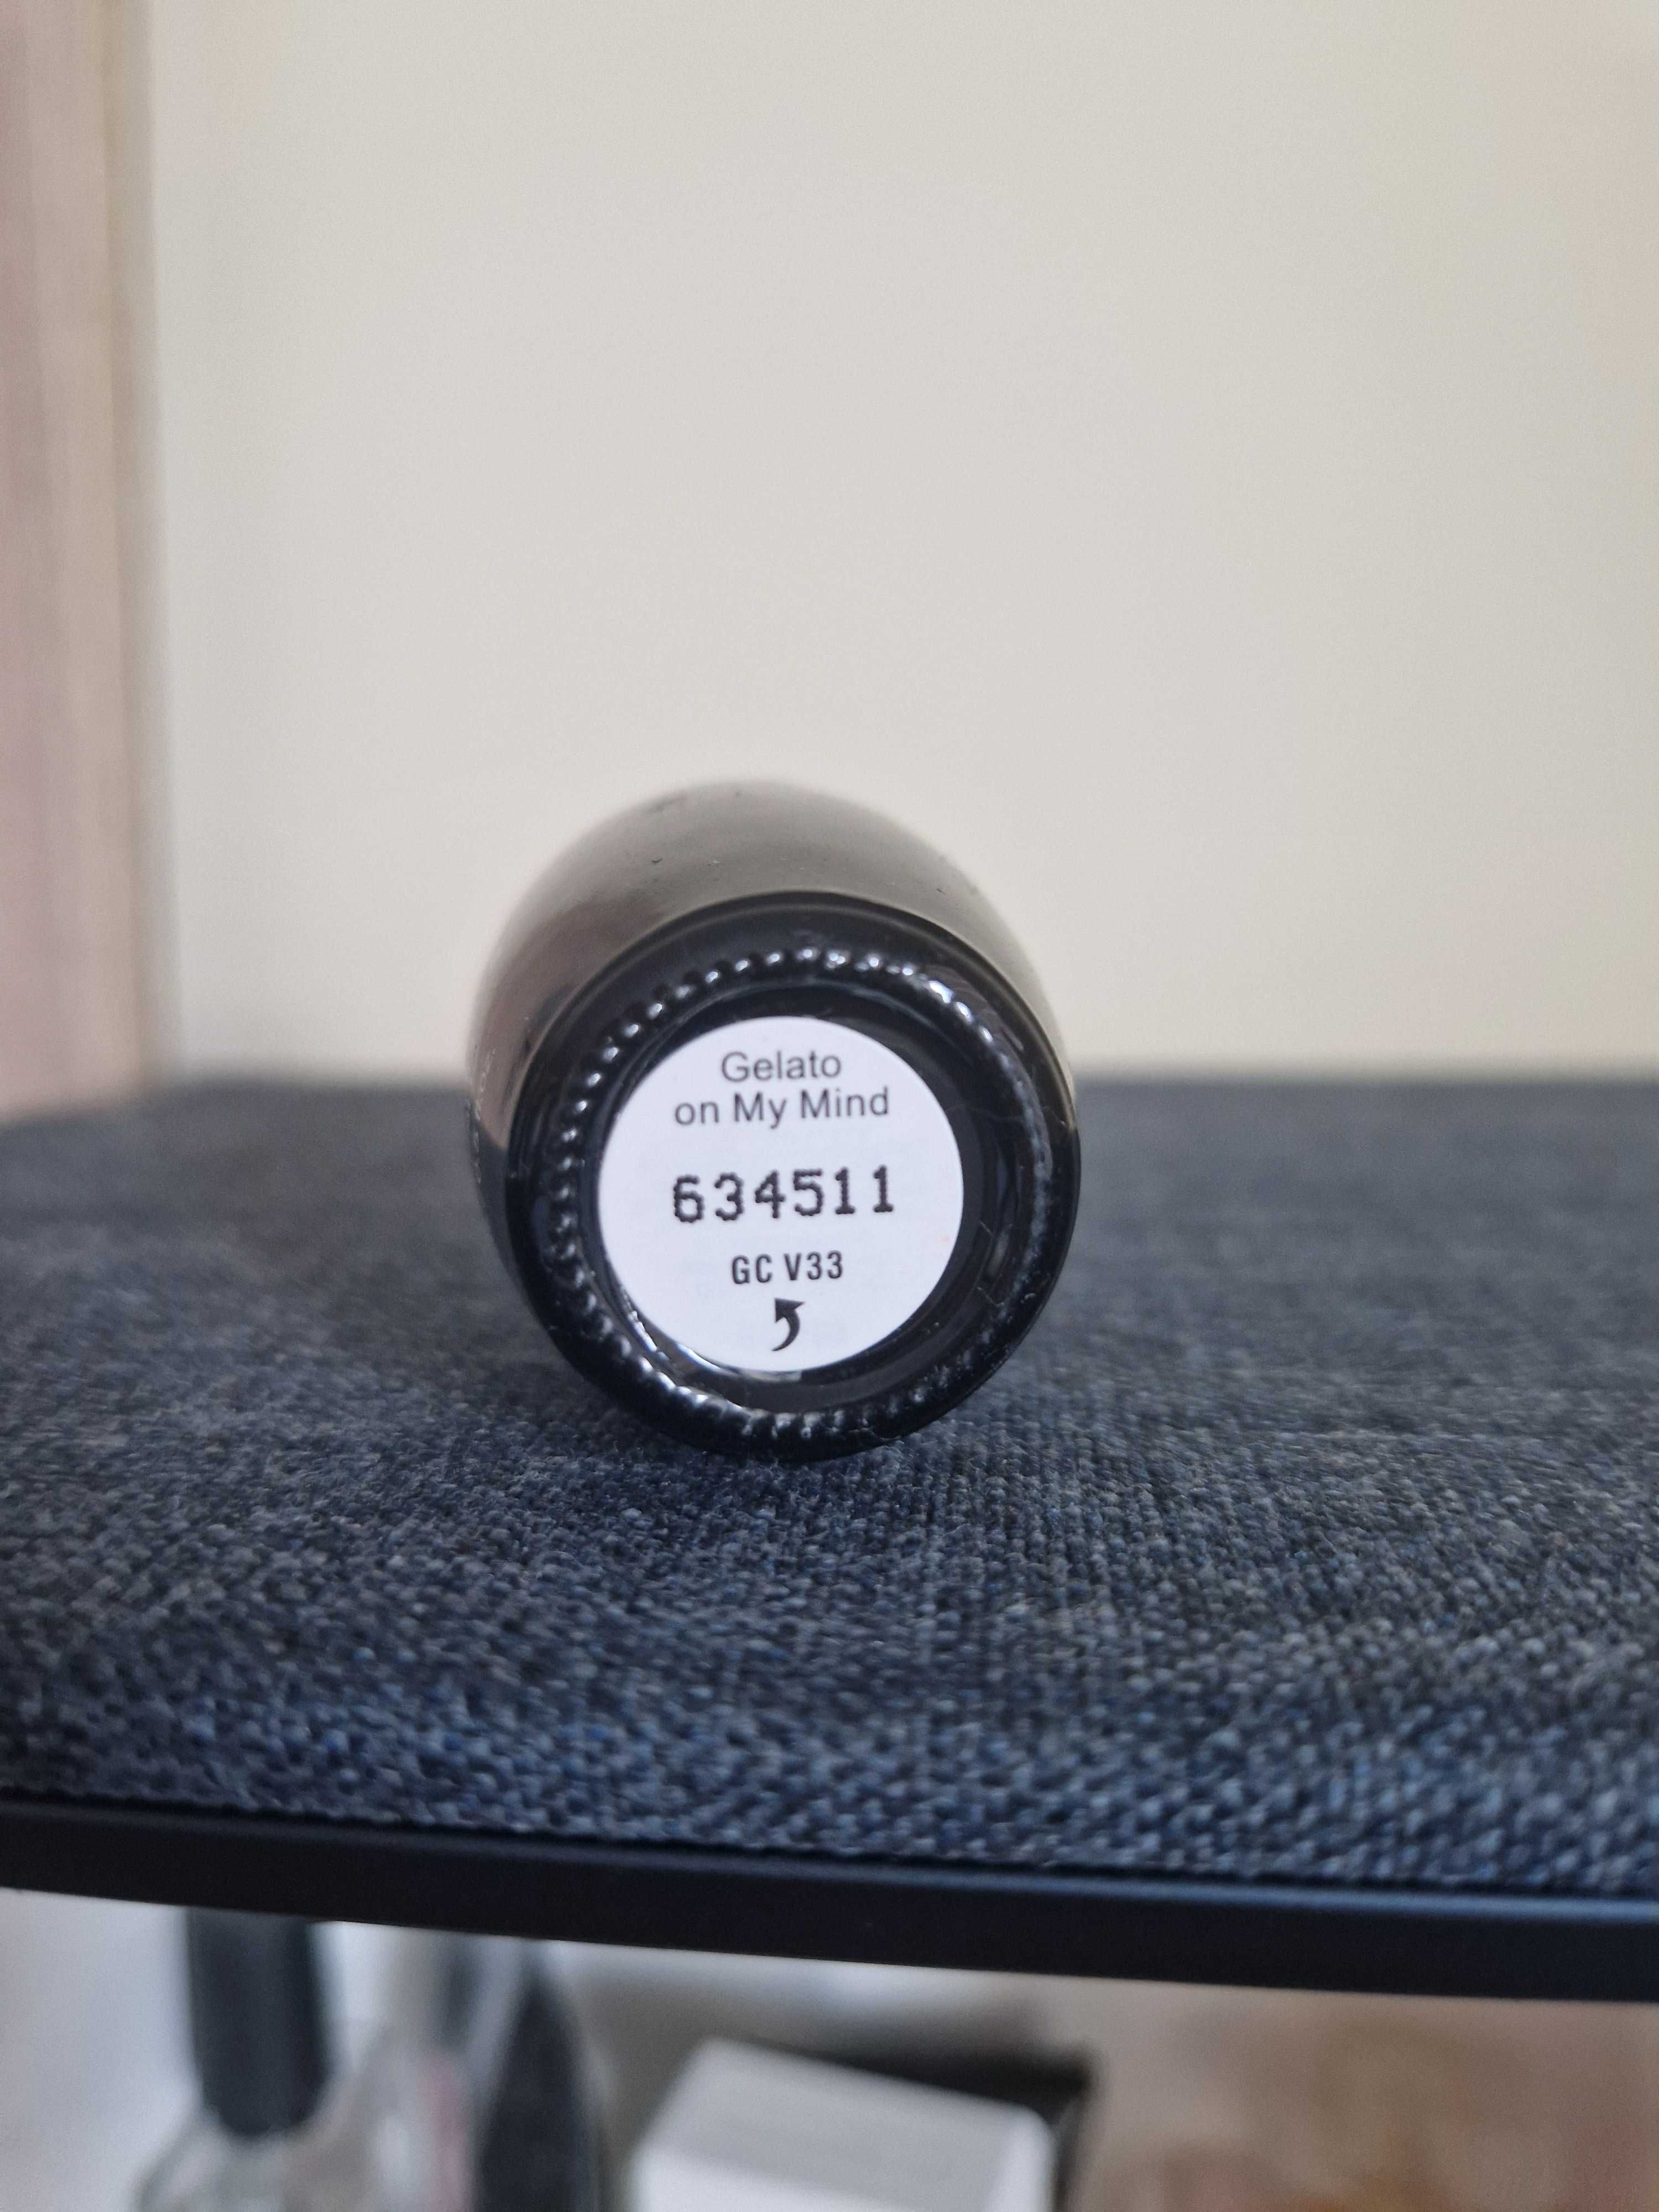 Gelato
on My Mind
634511
GC V33